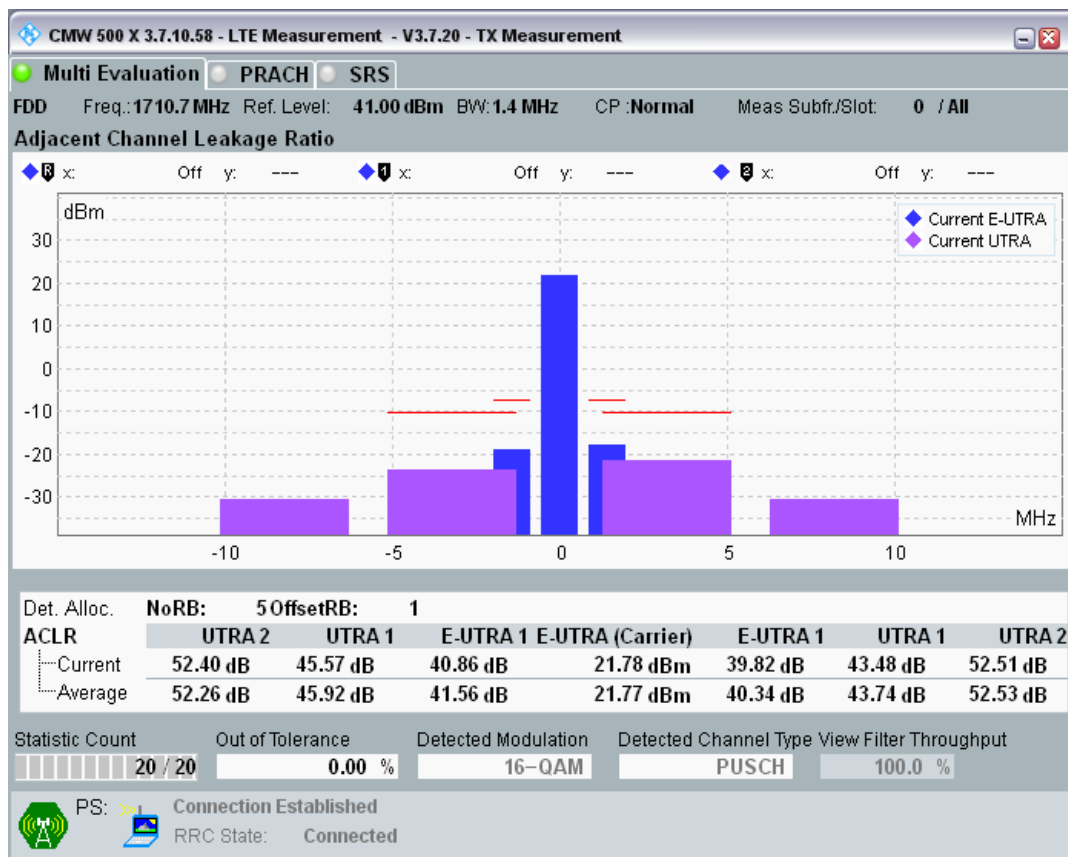 CMW 500 X 3.7.10.58 - LTE Measurement - V3.7.20 - TX Measurement
Multi Evaluation PRACH SRS
FDD Freq.:1710.7 MHz Ref. Level: 41.00 dBm BW:1.4 MHz CP :Normal Meas Subfr./Slot: 0 / All
Adjacent Channel Leakage Ratio
R x: Off y: --- 1 x: Off y: --- 2 x: Off y: ---
dBm
Current E-UTRA
Current UTRA
30
20
10
0
-10
-20
-30
MHz
-10 -5 0 5 10
Det. Alloc. NoRB: 5 OffsetRB: 1
ACLR UTRA 2 UTRA 1 E-UTRA 1 E-UTRA (Carrier) E-UTRA 1 UTRA 1 UTRA 2
Current 52.40 dB 45.57 dB 40.86 dB 21.78 dBm 39.82 dB 43.48 dB 52.51 dB
Average 52.26 dB 45.92 dB 41.56 dB 21.77 dBm 40.34 dB 43.74 dB 52.53 dB
Statistic Count Out of Tolerance Detected Modulation Detected Channel Type View Filter Throughput
20 / 20 0.00 % 16-QAM PUSCH 100.0 %
PS: Connection Established
RRC State: Connected